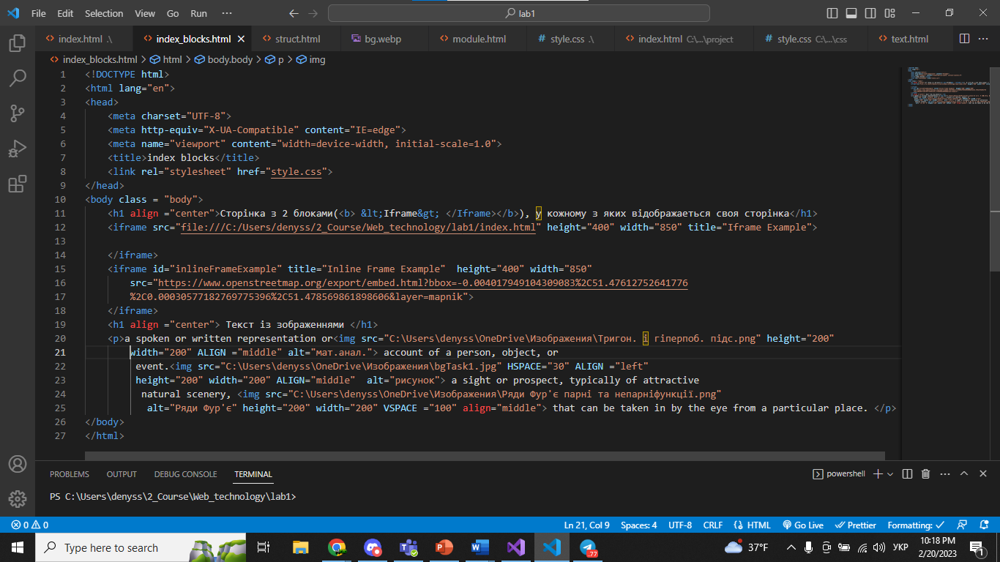 File Edit Selection View Go Run ··· lab1
index.html .\ index_blocks.html struct.html bg.webp module.html style.css .\ index.html C:\...\project style.css C:\...\css text.html
index_blocks.html > html > body.body > p > img
1 <!DOCTYPE html>
2 <html lang="en">
3 <head>
4 <meta charset="UTF-8">
5 <meta http-equiv="X-UA-Compatible" content="IE=edge">
6 <meta name="viewport" content="width=device-width, initial-scale=1.0">
7 <title>index blocks</title>
8 <link rel="stylesheet" href="style.css">
9 </head>
10 <body class = "body">
11 <h1 align ="center">Сторінка з 2 блоками(<b> &lt;Iframe&gt; </Iframe></b>), у кожному з яких відображаеться своя сторінка</h1>
12 <iframe src="file:///C:/Users/denyss/2_Course/Web_technology/lab1/index.html" height="400" width="850" title="Iframe Example">
13
14 </iframe>
15 <iframe id="inlineFrameExample" title="Inline Frame Example" height="400" width="850"
16 src="https://www.openstreetmap.org/export/embed.html?bbox=-0.004017949104309083%2C51.47612752641776
17 %2C0.00030577182769775396%2C51.478569861898606&layer=mapnik">
18 </iframe>
19 <h1 align ="center"> Текст із зображеннями </h1>
20 <p>a spoken or written representation or<img src="C:\Users\denyss\OneDrive\Изображения\Тригон. і гіперпоб. підс.png" height="200"
21 width="200" ALIGN ="middle" alt="мат.анал."> account of a person, object, or
22 event.<img src="C:\Users\denyss\OneDrive\Изображения\bgTask1.jpg" HSPACE="30" ALIGN ="left"
23 height="200" width="200" ALIGN="middle" alt="рисунок"> a sight or prospect, typically of attractive
24 natural scenery, <img src="C:\Users\denyss\OneDrive\Изображения\Ряди Фур'є парні та непарніфункції.png"
25 alt="Ряди Фур'є" height="200" width="200" VSPACE ="100" align="middle"> that can be taken in by the eye from a particular place. </p>
26 </body>
27 </html>
PROBLEMS OUTPUT DEBUG CONSOLE TERMINAL powershell
PS C:\Users\denyss\2_Course\Web_technology\lab1>
0 0 Ln 21, Col 9 Spaces: 4 UTF-8 CRLF HTML Go Live Prettier Formatting:
Type here to search 77 37°F УКР 10:18 PM
2/20/2023 1